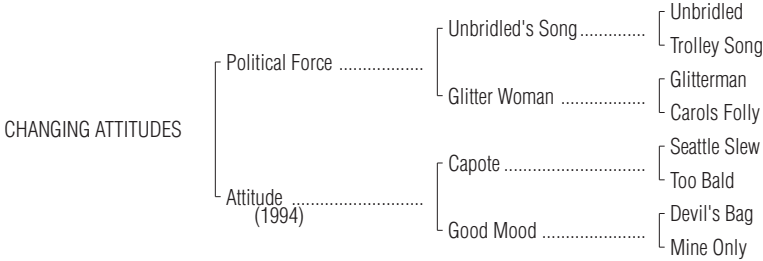 CHANGING ATTITUDES
Political Force ..................
Attitude ............................
(1994)
Unbridled's Song..............
Glitter Woman ..................
Capote ..............................
Good Mood ......................
Unbridled
Trolley Song
Glitterman
Carols Folly
Seattle Slew
Too Bald
Devil's Bag
Mine Only